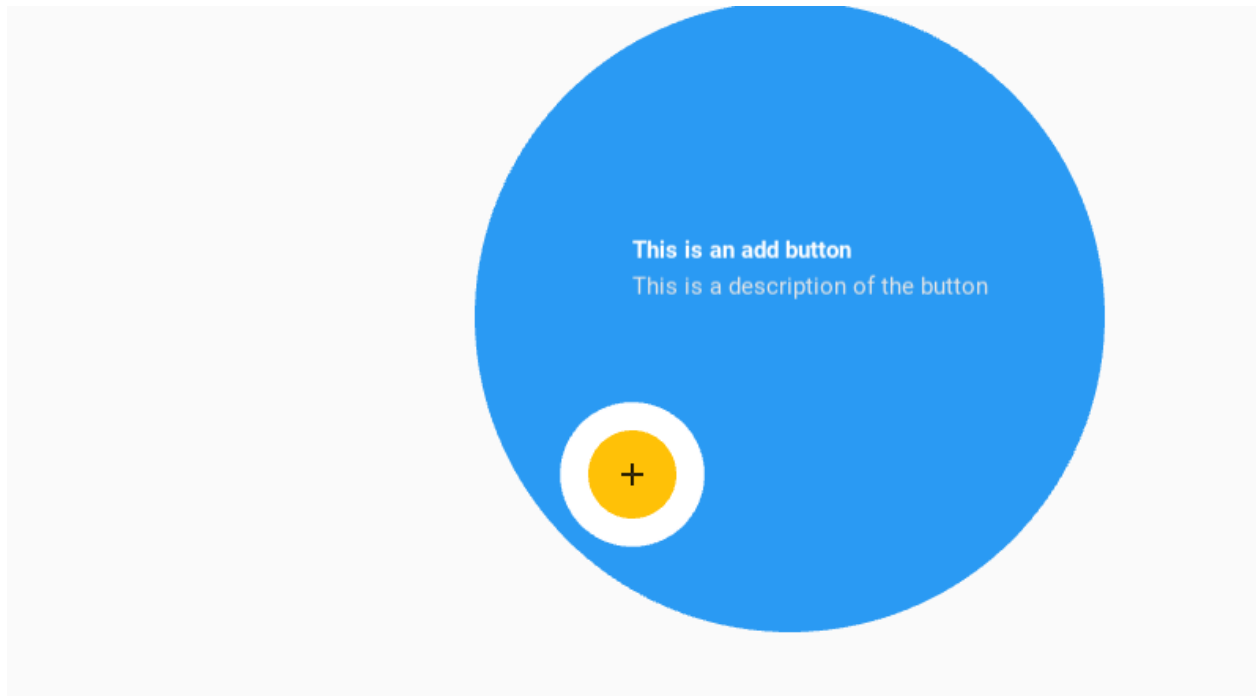 This is an add button
This is a description of the button
+